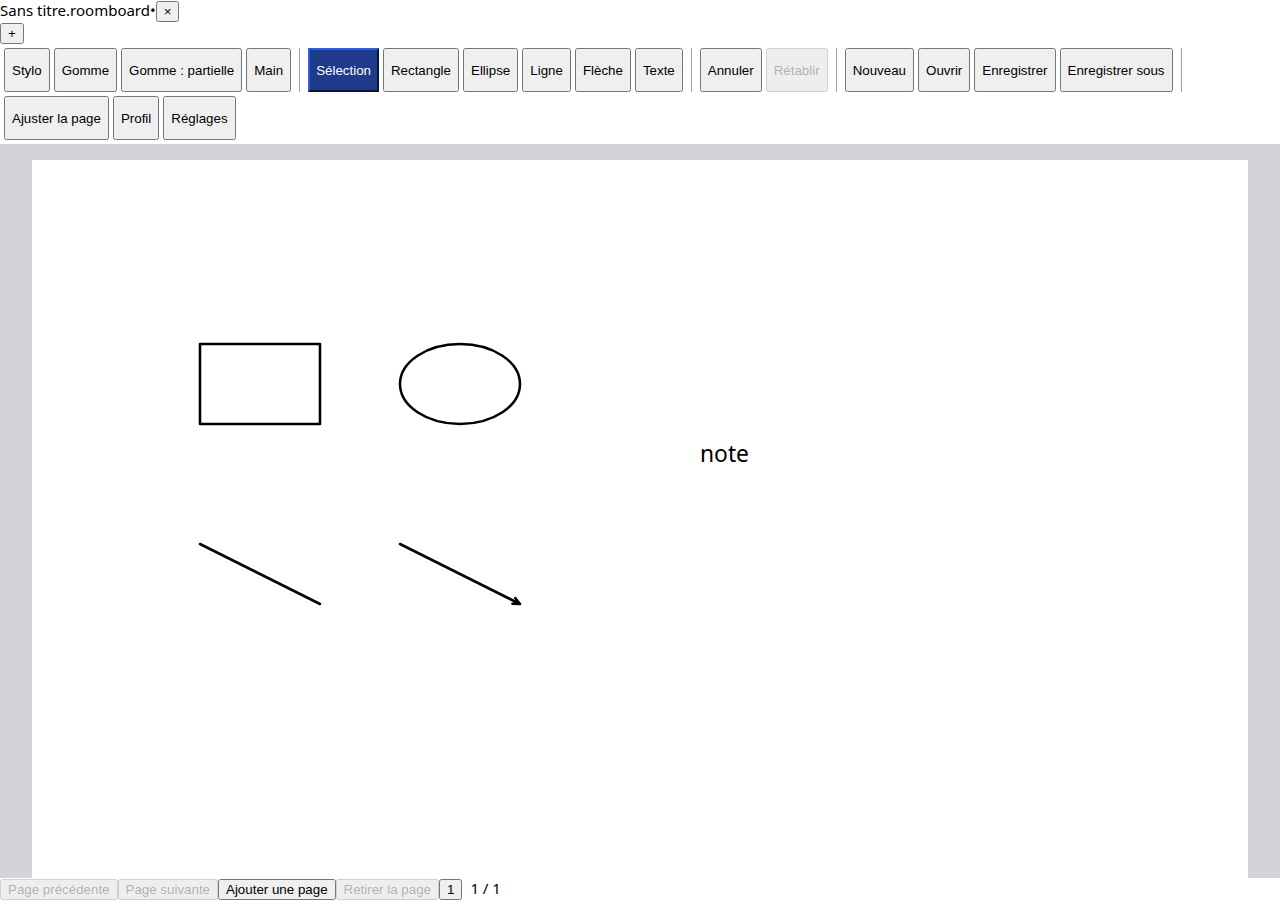 Sans titre.roomboard• ×
+
Stylo Gomme Gomme : partielle Main Sélection Rectangle Ellipse Ligne Flèche Texte Annuler Rétablir Nouveau Ouvrir Enregistrer Enregistrer sous
Ajuster la page Profil Réglages
note
Page précédente Page suivante Ajouter une page Retirer la page 1 1 / 1